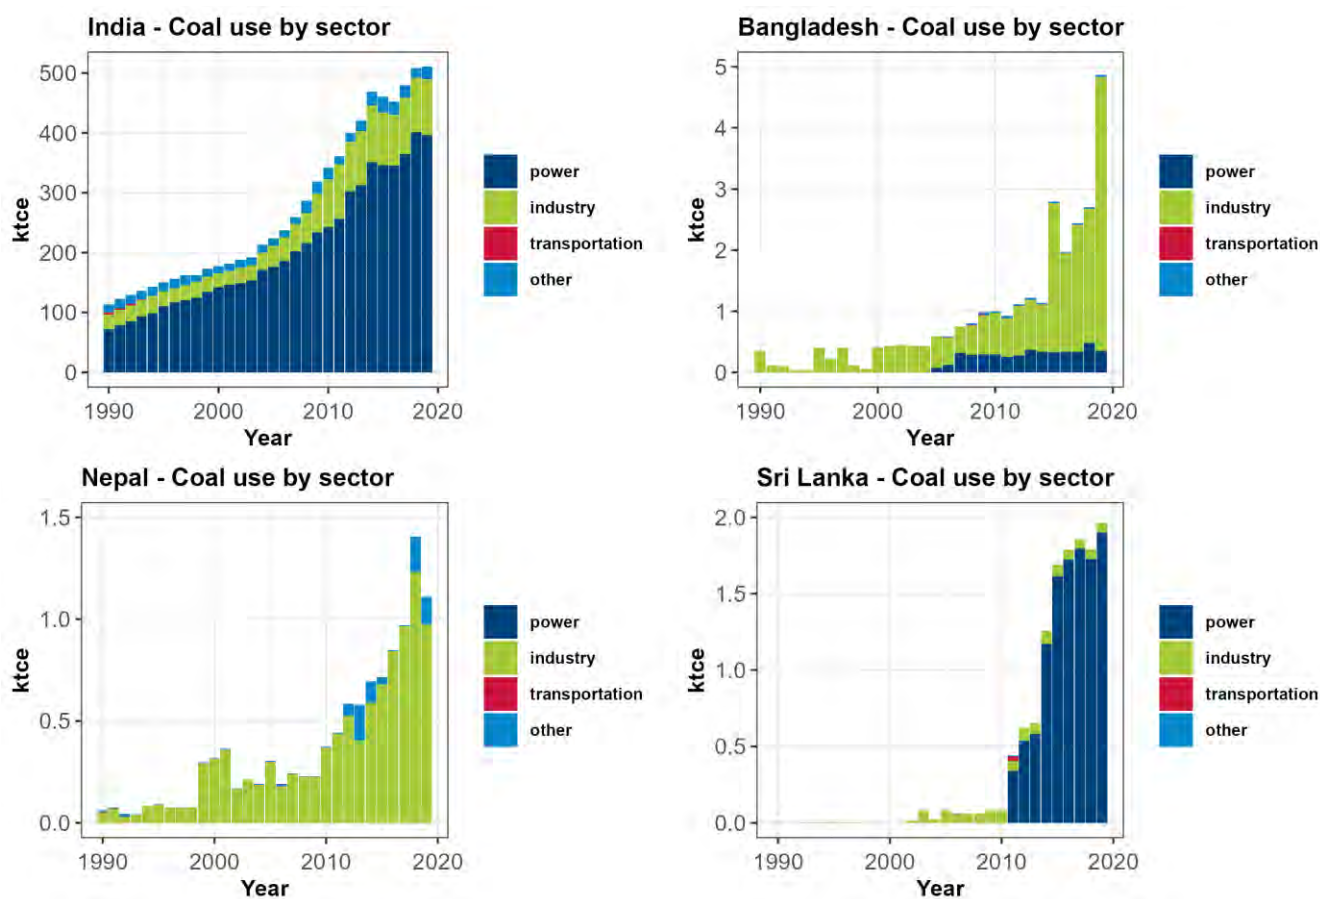 India - Coal use by sector
500
400
300
200
100
0
ktce
1990 2000 2010 2020
Year
power
industry
transportation
other
Bangladesh - Coal use by sector
5
4
3
2
1
0
ktce
1990 2000 2010 2020
Year
power
industry
transportation
other
Nepal - Coal use by sector
1.5
1.0
0.5
0.0
ktce
1990 2000 2010 2020
Year
power
industry
transportation
other
Sri Lanka - Coal use by sector
2.0
1.5
1.0
0.5
0.0
ktce
1990 2000 2010 2020
Year
power
industry
transportation
other